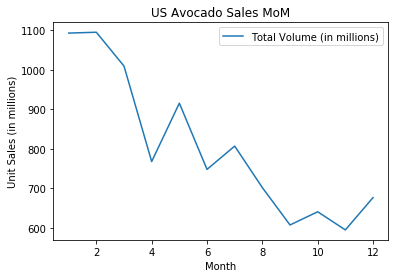 US Avocado Sales MoM
Total Volume (in millions)
Unit Sales (in millions)
1100
1000
900
800
700
600
2 4 6 8 10 12
Month